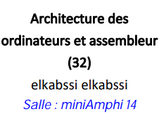 Architecture des
ordinateurs et assembleur
(32)
elkabssi elkabssi
Salle : miniAmphi 14